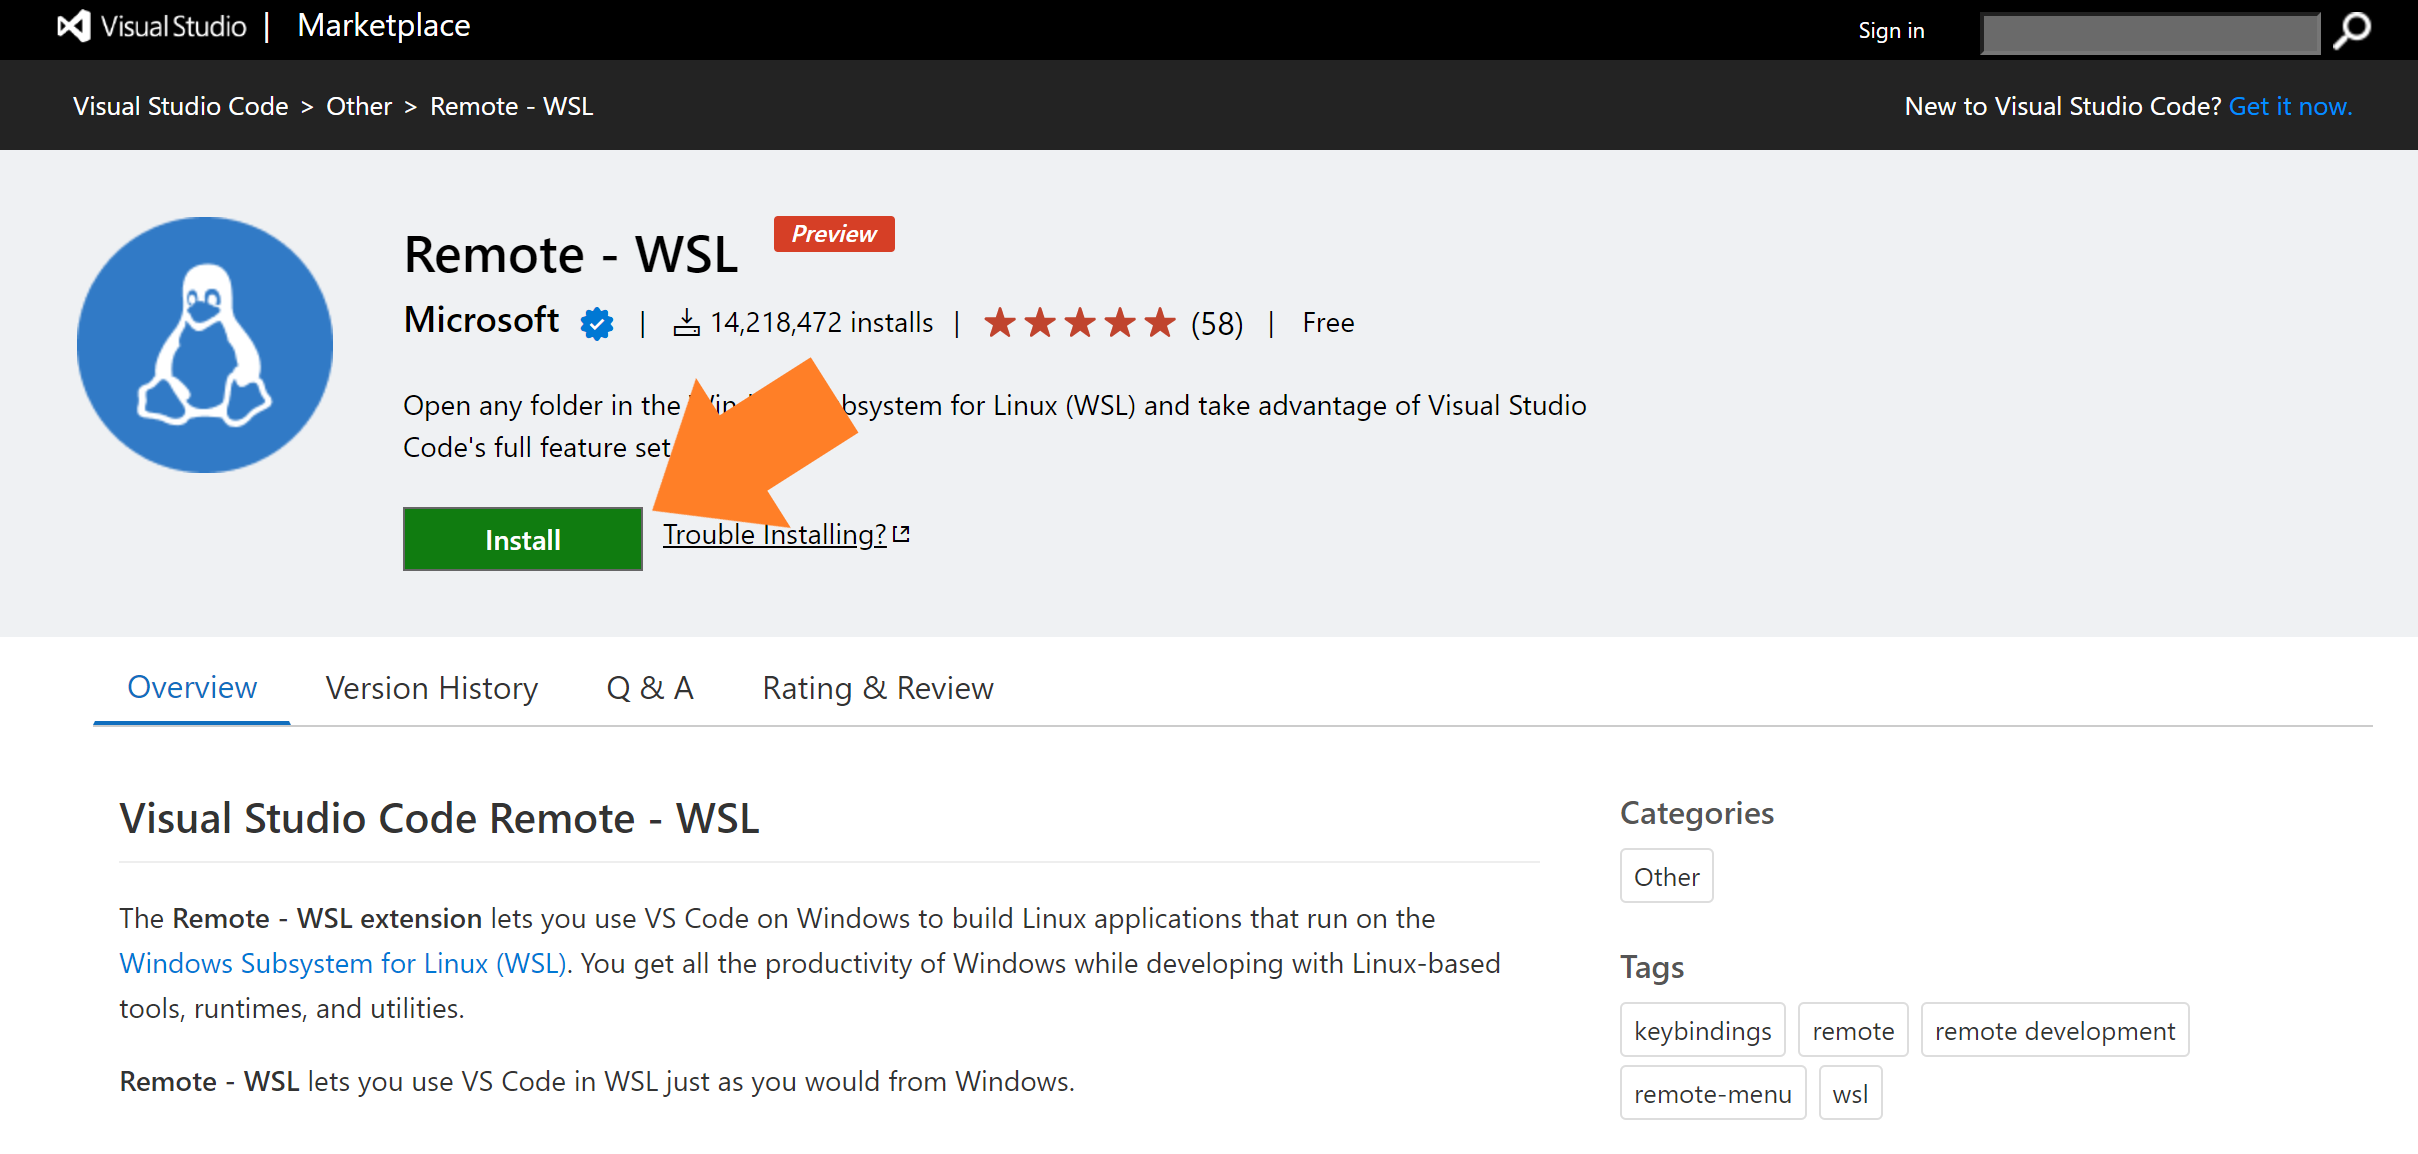 Visual Studio | Marketplace
Sign in
Visual Studio Code > Other > Remote - WSL
New to Visual Studio Code? Get it now.
Remote - WSL
Preview
Microsoft | 14,218,472 installs | (58) | Free
Open any folder in the bsystem for Linux (WSL) and take advantage of Visual Studio
Code's full feature set
Install
Trouble Installing?
Overview
Version History
Q & A
Rating & Review
Visual Studio Code Remote - WSL
The Remote - WSL extension lets you use VS Code on Windows to build Linux applications that run on the
Windows Subsystem for Linux (WSL). You get all the productivity of Windows while developing with Linux-based
tools, runtimes, and utilities.
Remote - WSL lets you use VS Code in WSL just as you would from Windows.
Categories
Other
Tags
keybindings
remote
remote development
remote-menu
wsl